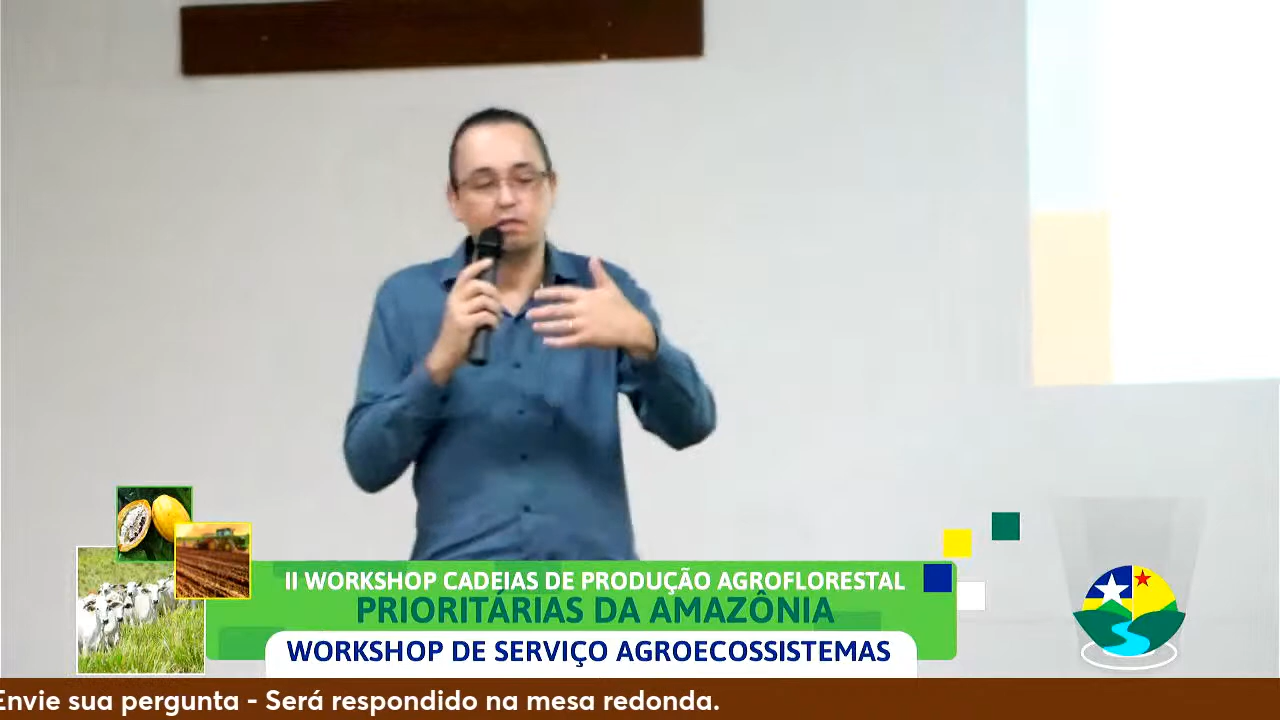 II WORKSHOP CADEIAS DE PRODUÇÃO AGROFLORESTAL
PRIORITÁRIAS DA AMAZÔNIA
WORKSHOP DE SERVIÇO AGROECOSSISTEMAS
Envie sua pergunta - Será respondido na mesa redonda.